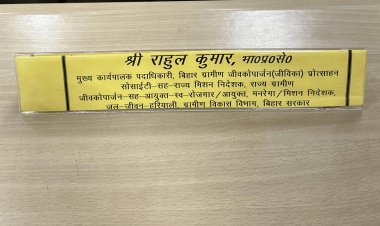 श्री राहुल कुमार, भा०प्र०से०
मुख्य कार्यपालक पदाधिकारी, बिहार ग्रामीण जीवकोपार्जन(जीविका) प्रोत्साहन
सोसाईटी-सह-राज्य मिशन निदेशक, राज्य ग्रामीण
जीवकोपार्जन-सह-आयुक्त-स्व-रोजगार/आयुक्त, मनरेगा/मिशन निदेशक,
जल-जीवन हरियाली, ग्रामीण विकास विभाग, बिहार सरकार